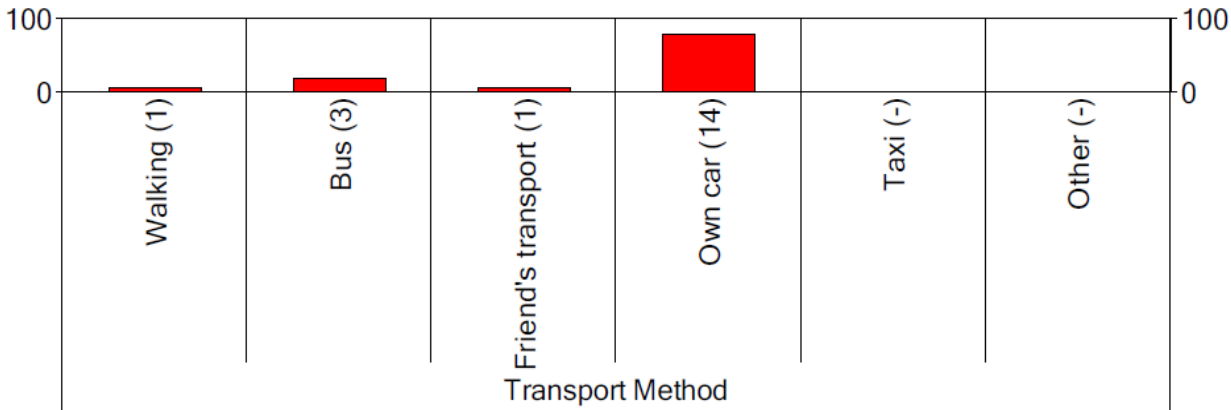 100
100
0
0
Walking (1)
Bus (3)
Friend's transport (1)
Own car (14)
Taxi (-)
Other (-)
Transport Method